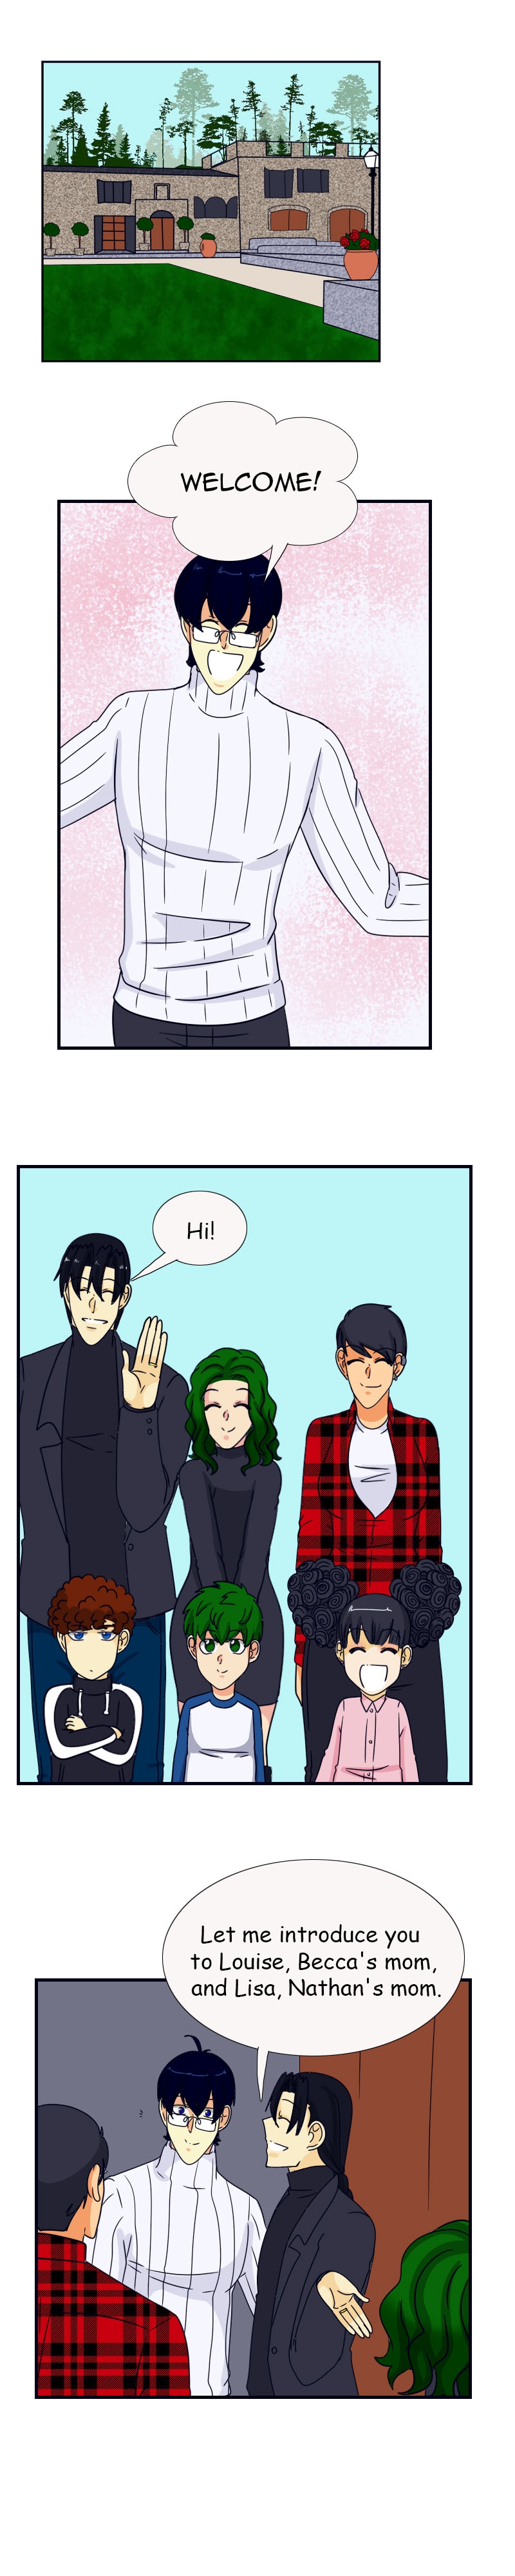 WELCOME!
Hi!
Let me introduce you
to Louise, Becca's mom,
and Lisa, Nathan's mom.
?